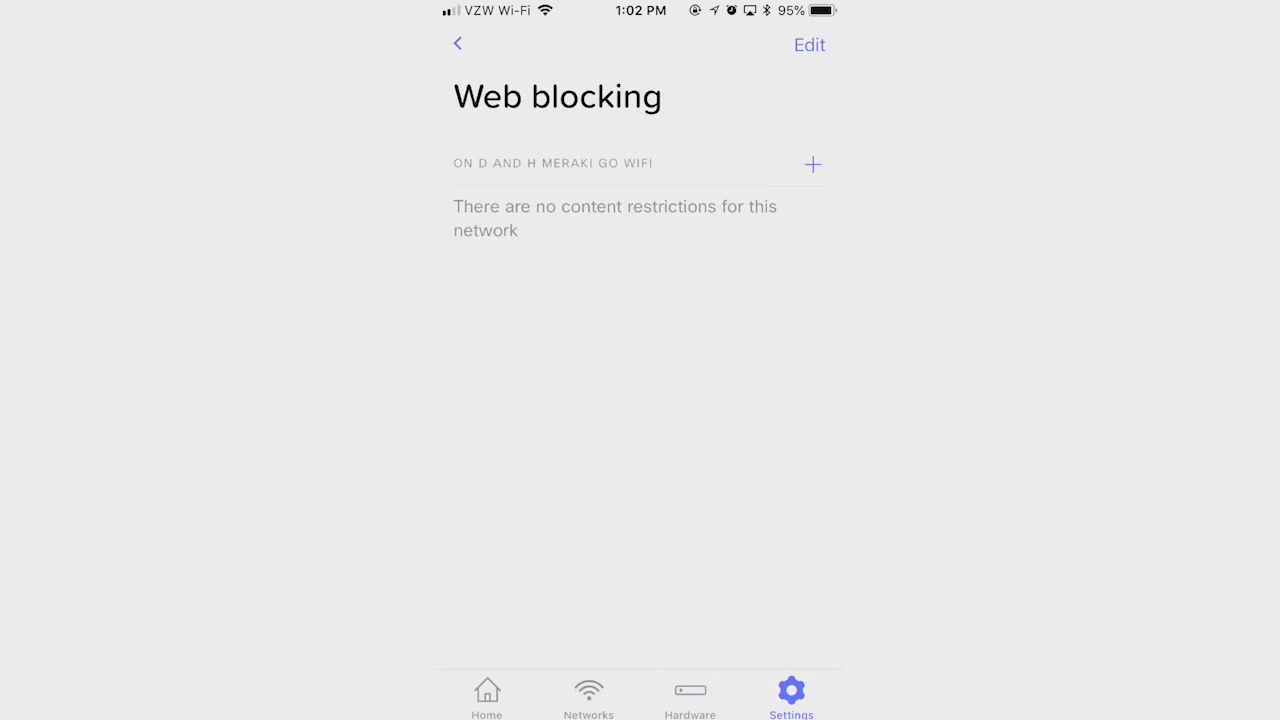 VZW Wi-Fi 1:02 PM 95%
Edit
Web blocking
ON D AND H MERAKI GO WIFI
There are no content restrictions for this
network
Home Networks Hardware Settings